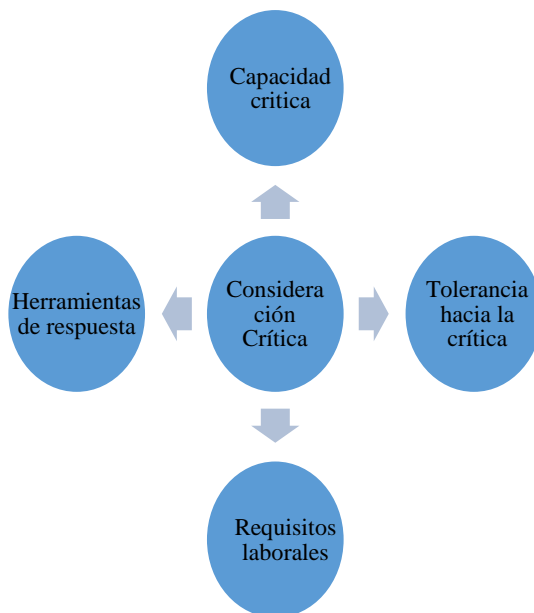 Capacidad
critica
Herramientas
de respuesta
Considera
ción
Crítica
Tolerancia
hacia la
crítica
Requisitos
laborales